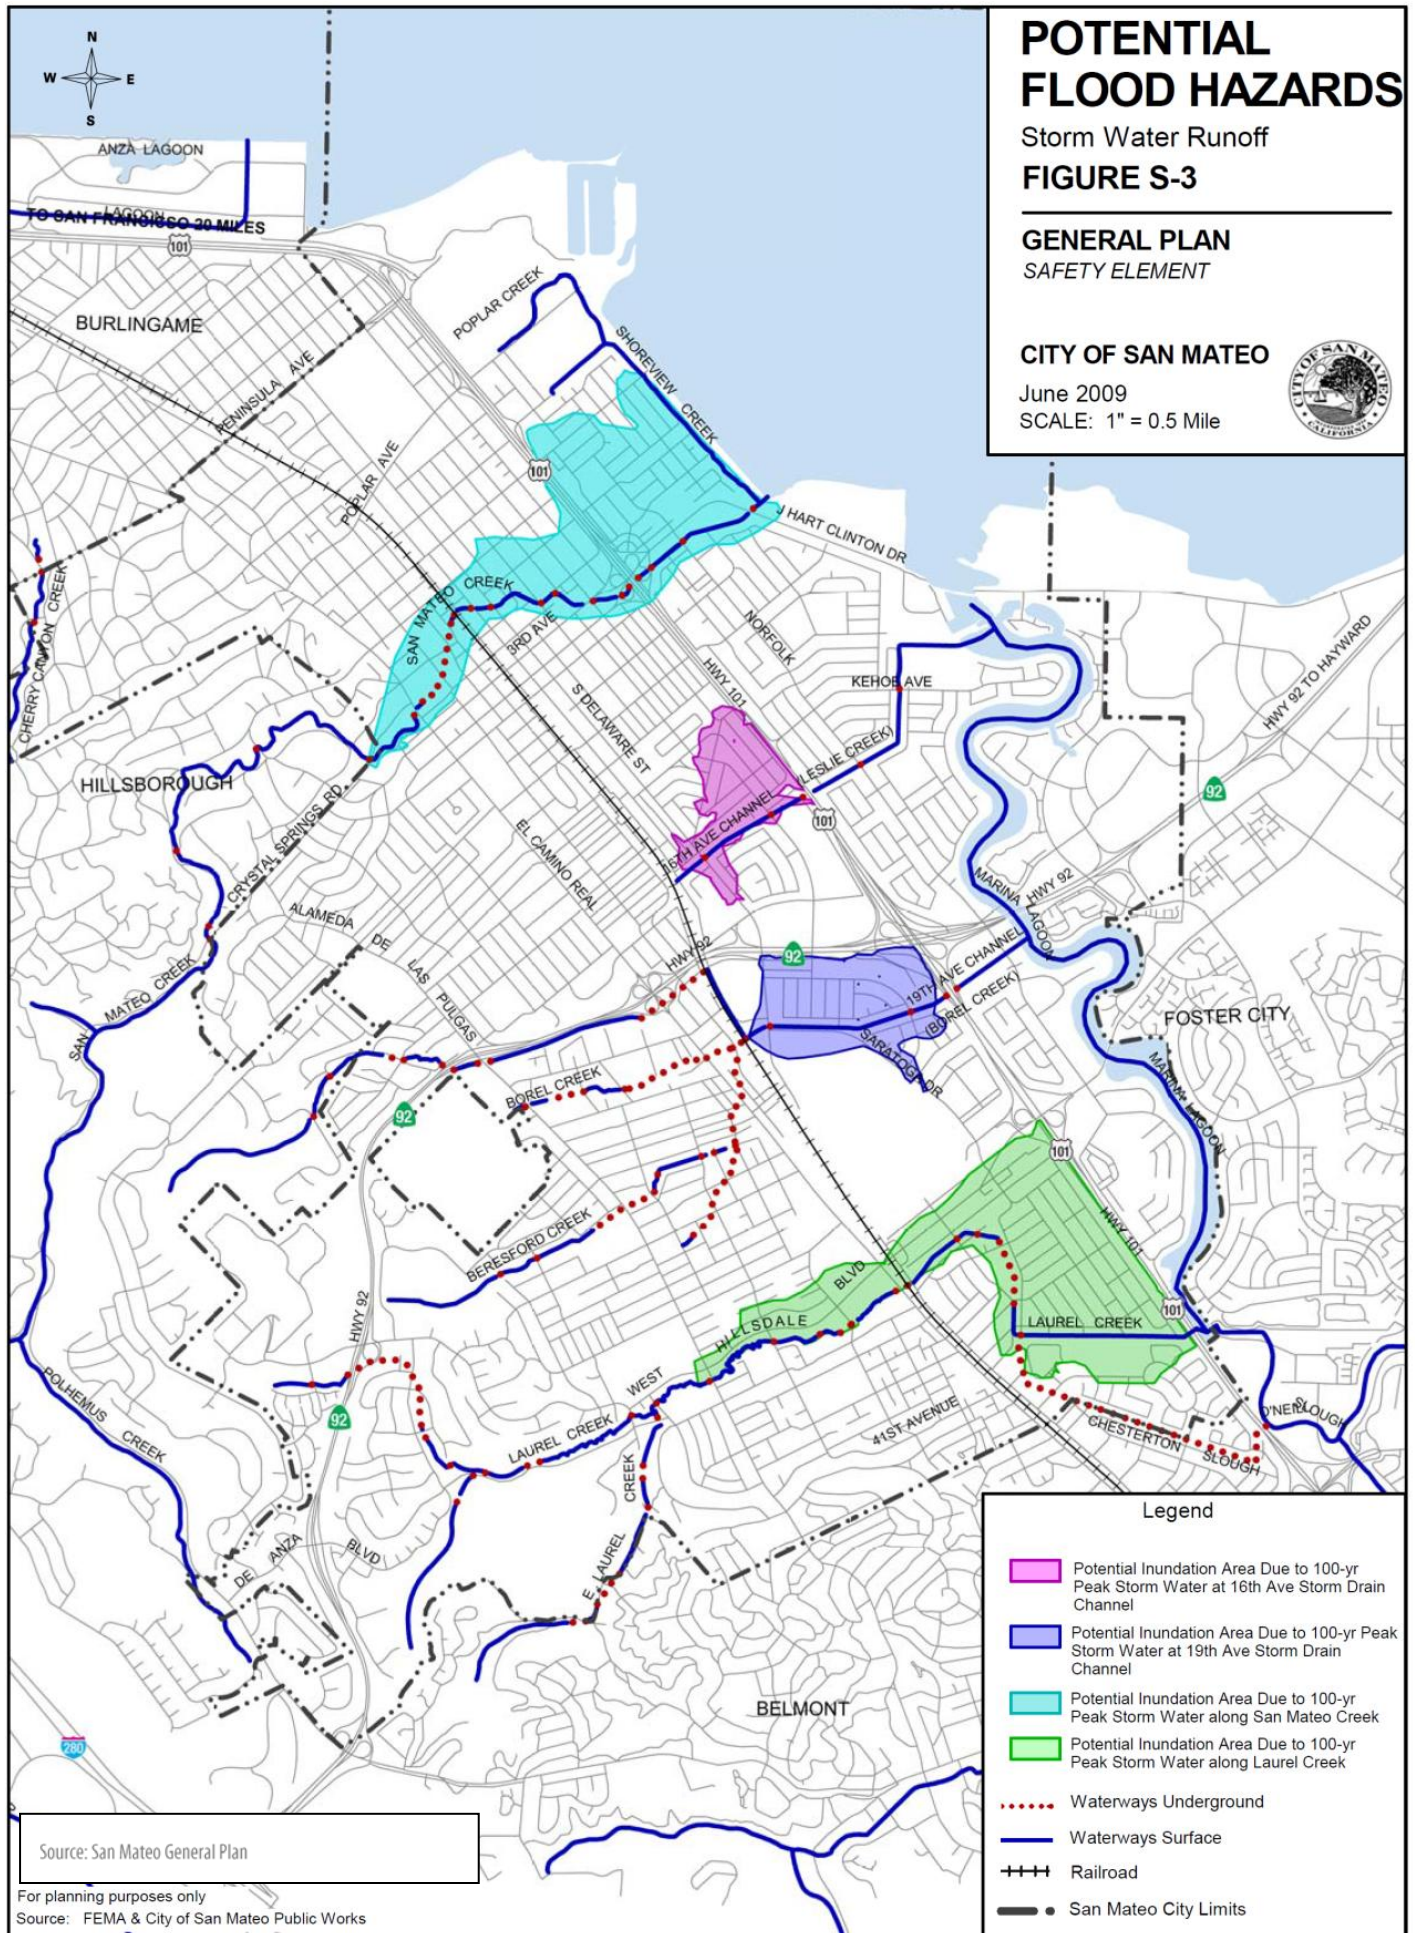 POTENTIAL
FLOOD HAZARDS
Storm Water Runoff
FIGURE S-3
GENERAL PLAN
SAFETY ELEMENT
CITY OF SAN MATEO
June 2009
SCALE: 1" = 0.5 Mile
CITY OF SAN MATEO
CALIFORNIA
N
W
E
S
ANZA LAGOON
LAGOON
TO SAN FRANCICSO 20 MILES
101
BURLINGAME
PENINSULA AVE
POPLAR AVE
POPLAR CREEK
SHOREVIEW CREEK
101
J HART CLINTON DR
SAN MATEO CREEK
3RD AVE
CHERRY CANYON CREEK
NORFOLK
HWY 101
KEHOE AVE
HWY 92 TO HAYWARD
S DELAWARE ST
(LESLIE CREEK)
16TH AVE CHANNEL
101
92
HILLSBOROUGH
CRYSTAL SPRINGS RD
EL CAMINO REAL
ALAMEDA DE LAS PULGAS
MARINA LAGOON
HWY 92
HWY 92
92
19TH AVE CHANNEL
(BOREL CREEK)
SAN MATEO CREEK
SARATOGA DR
FOSTER CITY
MARINA LAGOON
BOREL CREEK
92
101
HWY 101
BERESFORD CREEK
HWY 92
BLVD
HILLSDALE
WEST
101
LAUREL CREEK
POLHEMUS CREEK
92
LAUREL CREEK
41ST AVENUE
CHESTERTON SLOUGH
O'NEILL SLOUGH
E LAUREL CREEK
DE ANZA BLVD
BELMONT
280
Legend
Potential Inundation Area Due to 100-yr
Peak Storm Water at 16th Ave Storm Drain
Channel
Potential Inundation Area Due to 100-yr Peak
Storm Water at 19th Ave Storm Drain
Channel
Potential Inundation Area Due to 100-yr
Peak Storm Water along San Mateo Creek
Potential Inundation Area Due to 100-yr
Peak Storm Water along Laurel Creek
Waterways Underground
Waterways Surface
Railroad
San Mateo City Limits
Source: San Mateo General Plan
For planning purposes only
Source: FEMA & City of San Mateo Public Works